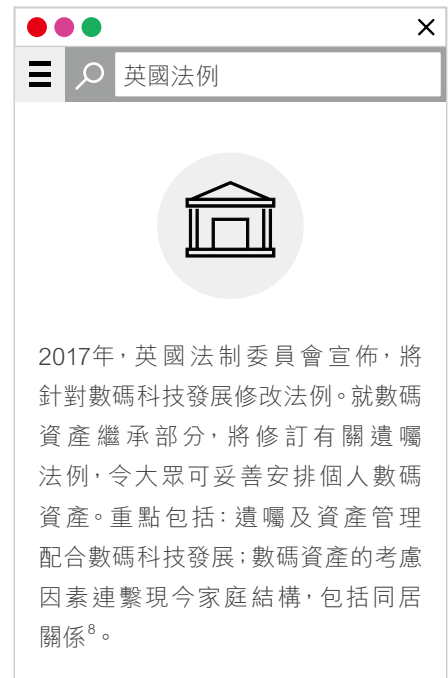 英國法例
2017年，英國法制委員會宣佈，將
針對數碼科技發展修改法例。就數碼
資產繼承部分，將修訂有關遺囑
法例，令大眾可妥善安排個人數碼
資產。重點包括：遺囑及資產管理
配合數碼科技發展；數碼資產的考慮
因素連繫現今家庭結構，包括同居
關係8。